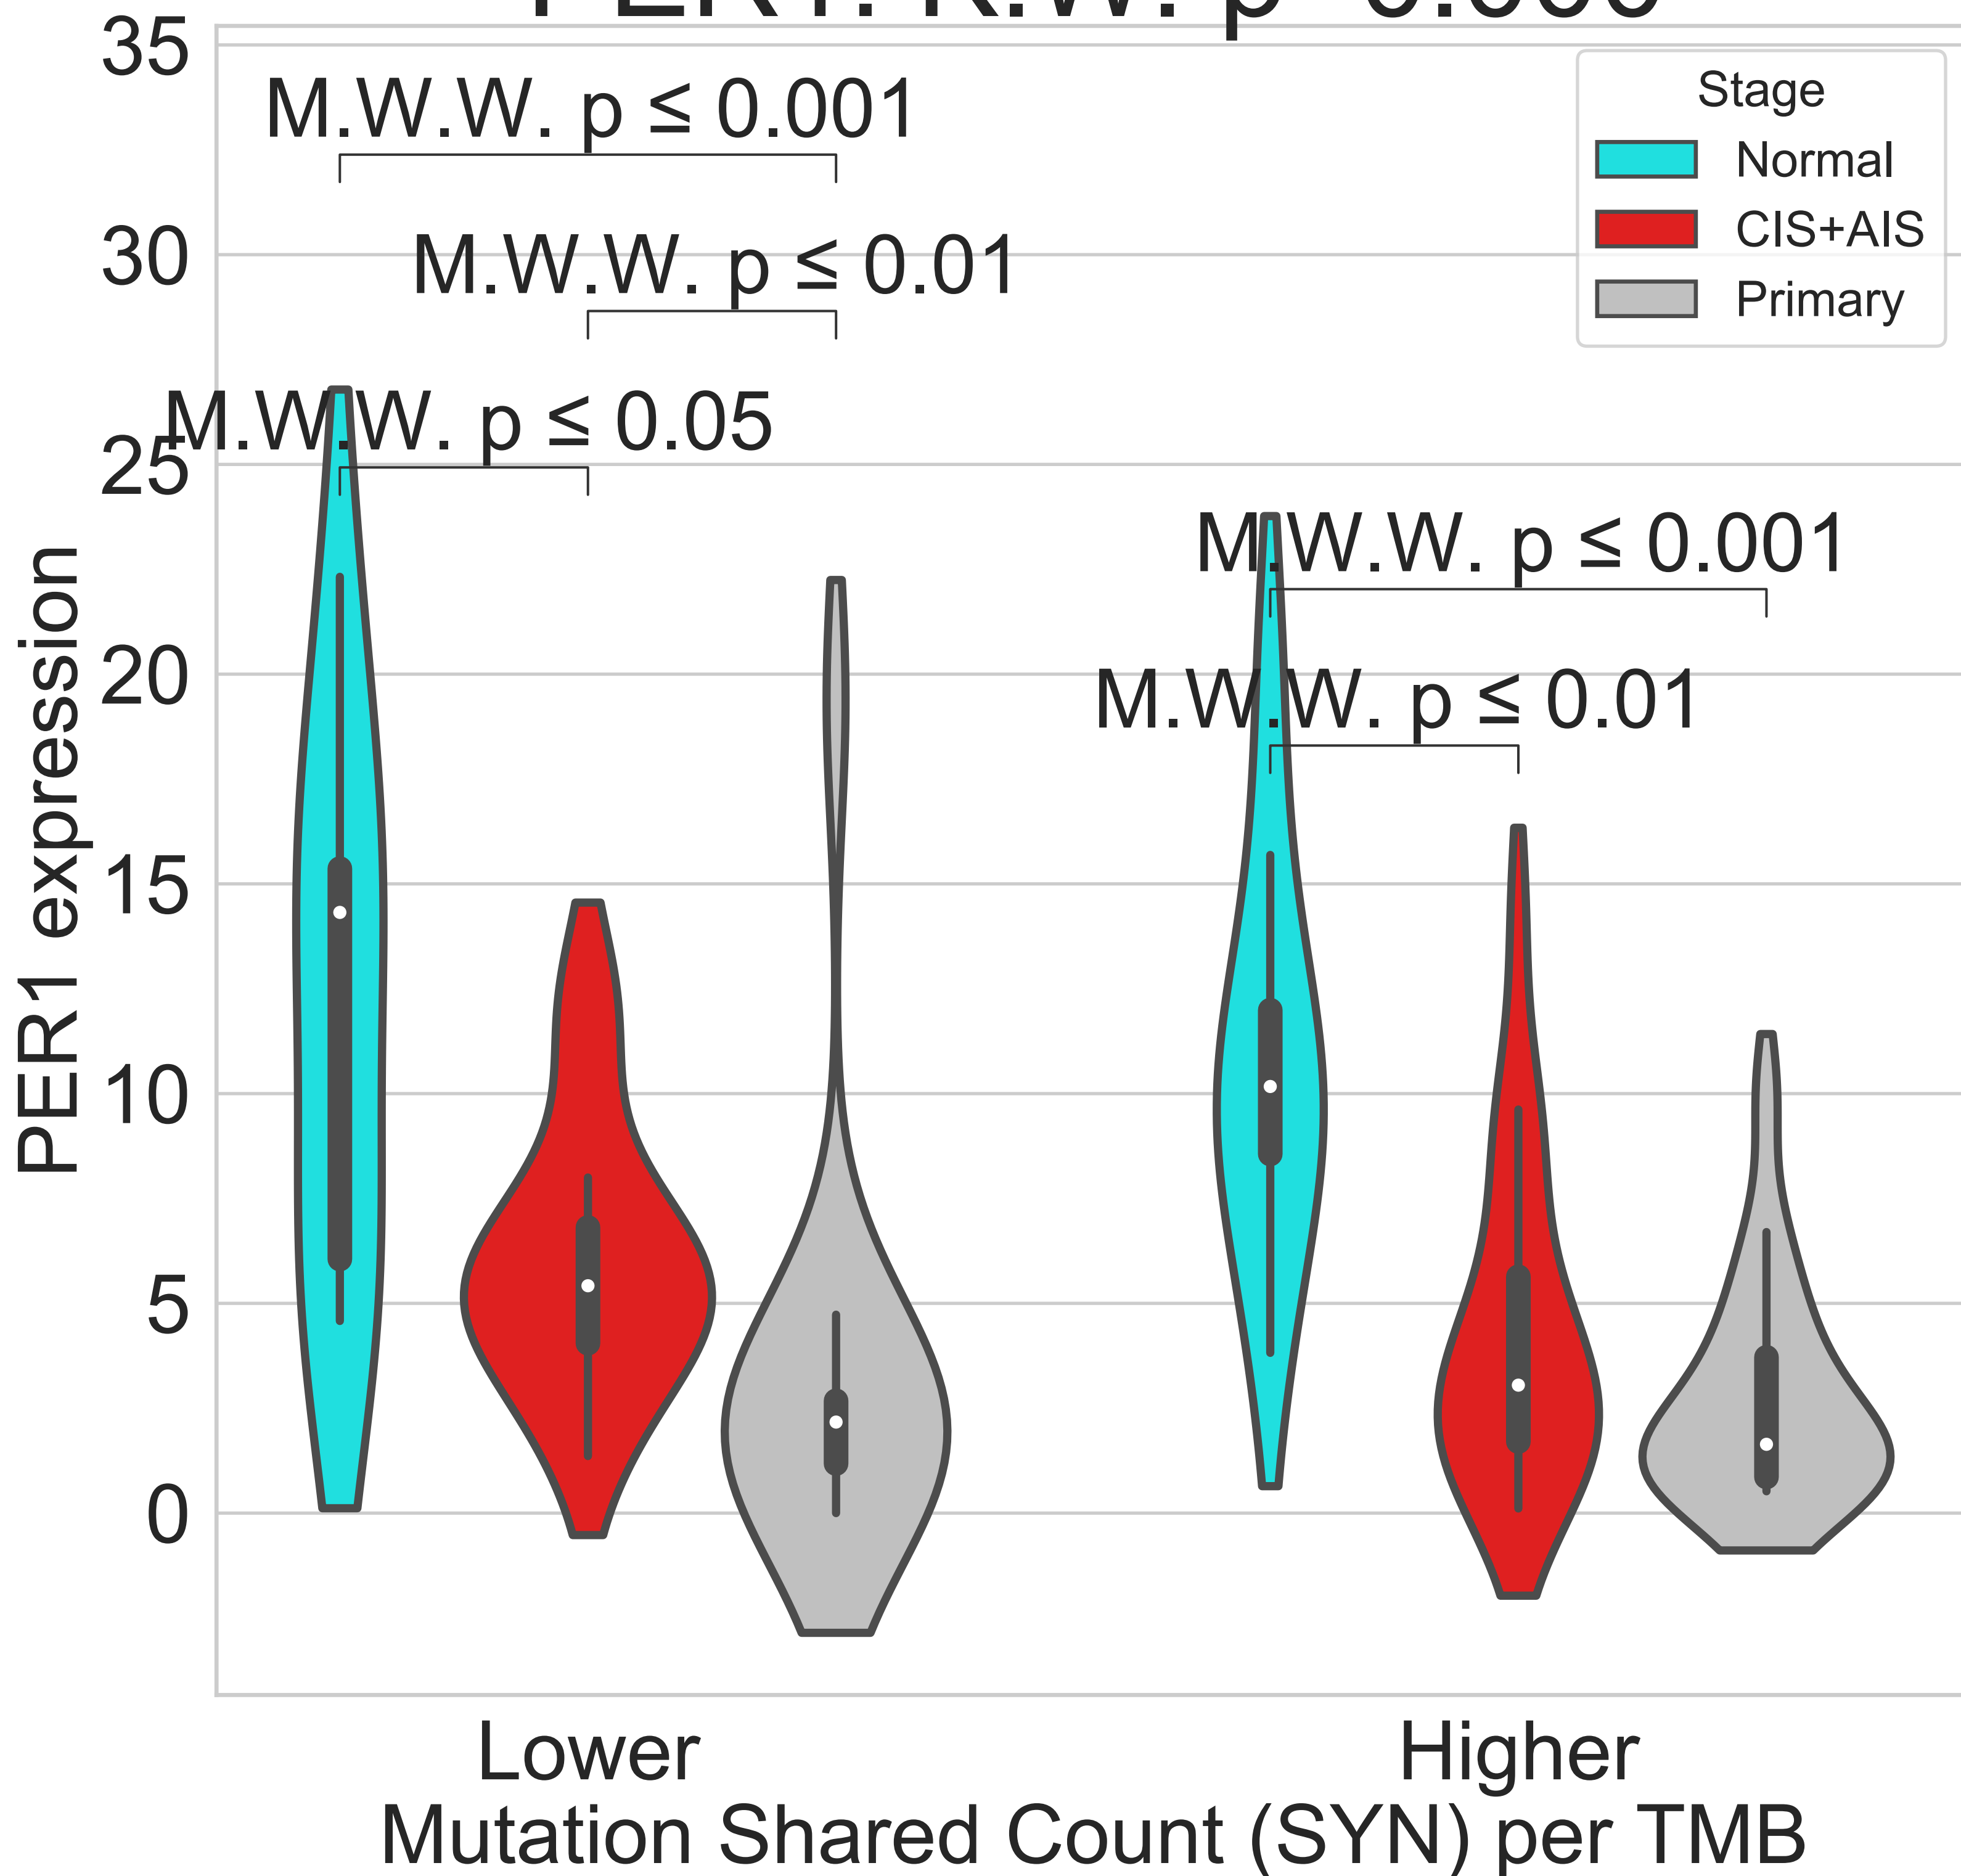 35
M.W.W. p ≤ 0.001
Stage
Normal
CIS+AIS
Primary
30
M.W.W. p ≤ 0.01
M.W.W. p ≤ 0.05
25
M.W.W. p ≤ 0.001
20
M.W.W. p ≤ 0.01
PER1 expression
15
10
5
0
Lower
Higher
Mutation Shared Count (SYN) per TMB